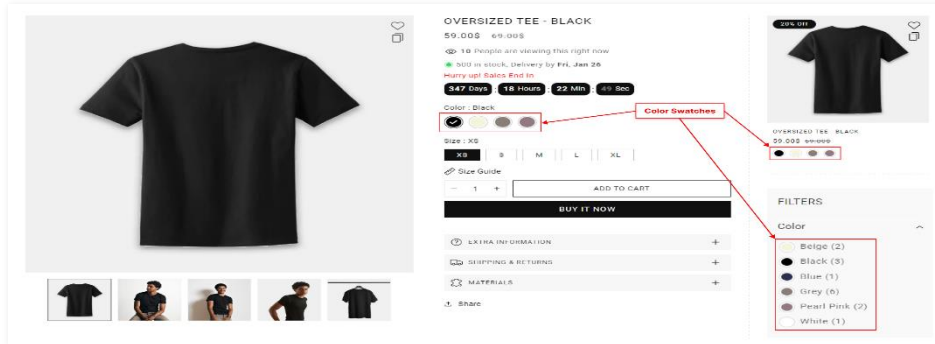 OVERSIZED TEE - BLACK
59.00$ 69.00$
10 People are viewing this right now
500 in stock, Delivery by Fri, Jan 26
Hurry up! Sales End In
347 Days : 18 Hours : 22 Min : 49 Sec
Color : Black
Color Swatches
Size : XS
XS S M L XL
Size Guide
− 1 + ADD TO CART
BUY IT NOW
EXTRA INFORMATION +
SHIPPING & RETURNS +
MATERIALS +
Share
20% Off
OVERSIZED TEE - BLACK
59.00$ 69.00$
FILTERS
Color
Beige (2)
Black (3)
Blue (1)
Grey (6)
Pearl Pink (2)
White (1)